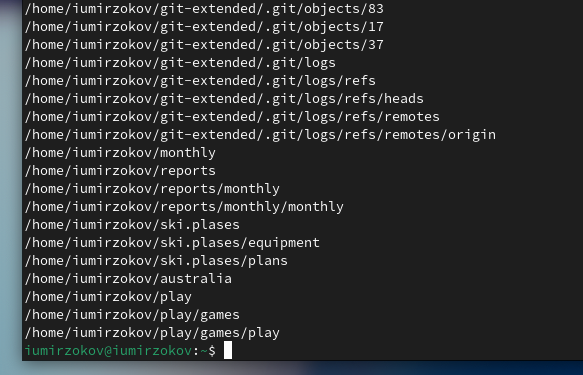 /home/iumirzokov/git-extended/.git/objects/83
/home/iumirzokov/git-extended/.git/objects/17
/home/iumirzokov/git-extended/.git/objects/37
/home/iumirzokov/git-extended/.git/logs
/home/iumirzokov/git-extended/.git/logs/refs
/home/iumirzokov/git-extended/.git/logs/refs/heads
/home/iumirzokov/git-extended/.git/logs/refs/remotes
/home/iumirzokov/git-extended/.git/logs/refs/remotes/origin
/home/iumirzokov/monthly
/home/iumirzokov/reports
/home/iumirzokov/reports/monthly
/home/iumirzokov/reports/monthly/monthly
/home/iumirzokov/ski.plases
/home/iumirzokov/ski.plases/equipment
/home/iumirzokov/ski.plases/plans
/home/iumirzokov/australia
/home/iumirzokov/play
/home/iumirzokov/play/games
/home/iumirzokov/play/games/play
iumirzokov@iumirzokov:~$